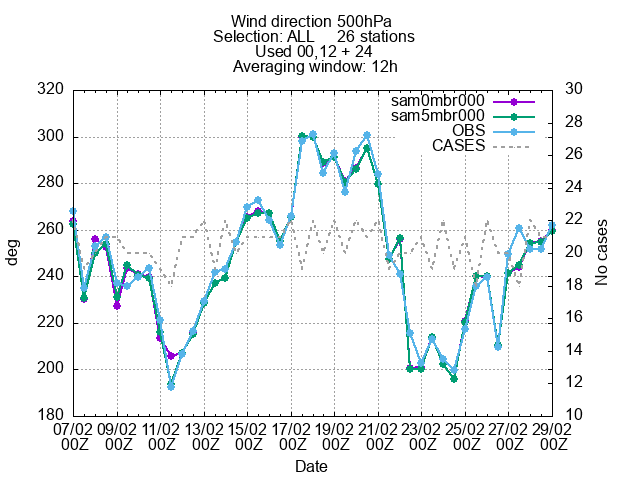 Wind direction 500hPa
Selection: ALL 26 stations
Used 00,12 + 24
Averaging window: 12h
320
300
280
260
240
220
200
180
deg
30
28
26
24
22
20
18
16
14
12
10
No cases
sam0mbr000
sam5mbr000
OBS
CASES
07/02 09/02 11/02 13/02 15/02 17/02 19/02 21/02 23/02 25/02 27/02 29/02
00Z 00Z 00Z 00Z 00Z 00Z 00Z 00Z 00Z 00Z 00Z 00Z
Date